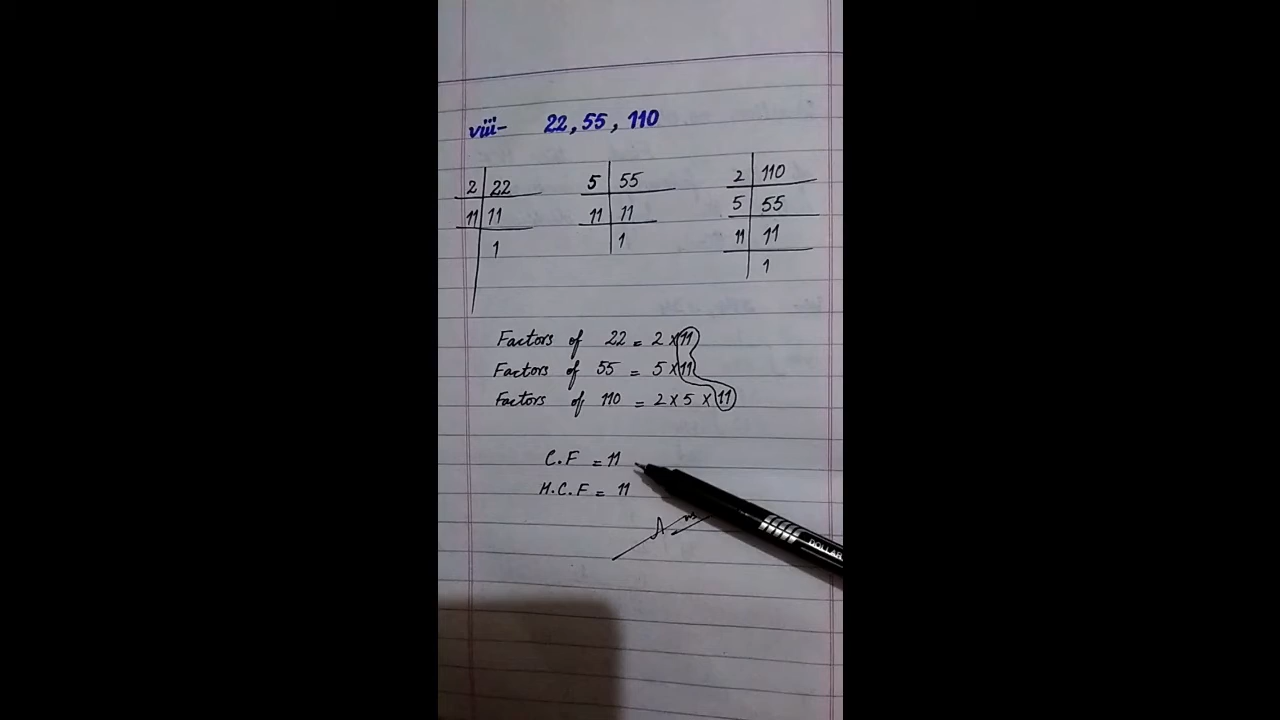 viii- 22, 55, 110
2 22
11 11
1
5 55
11 11
1
2 110
5 55
11 11
1
Factors of 22 = 2 × 11
Factors of 55 = 5 × 11
Factors of 110 = 2 × 5 × 11
C.F = 11
H.C.F = 11
Ans
DOLLAR